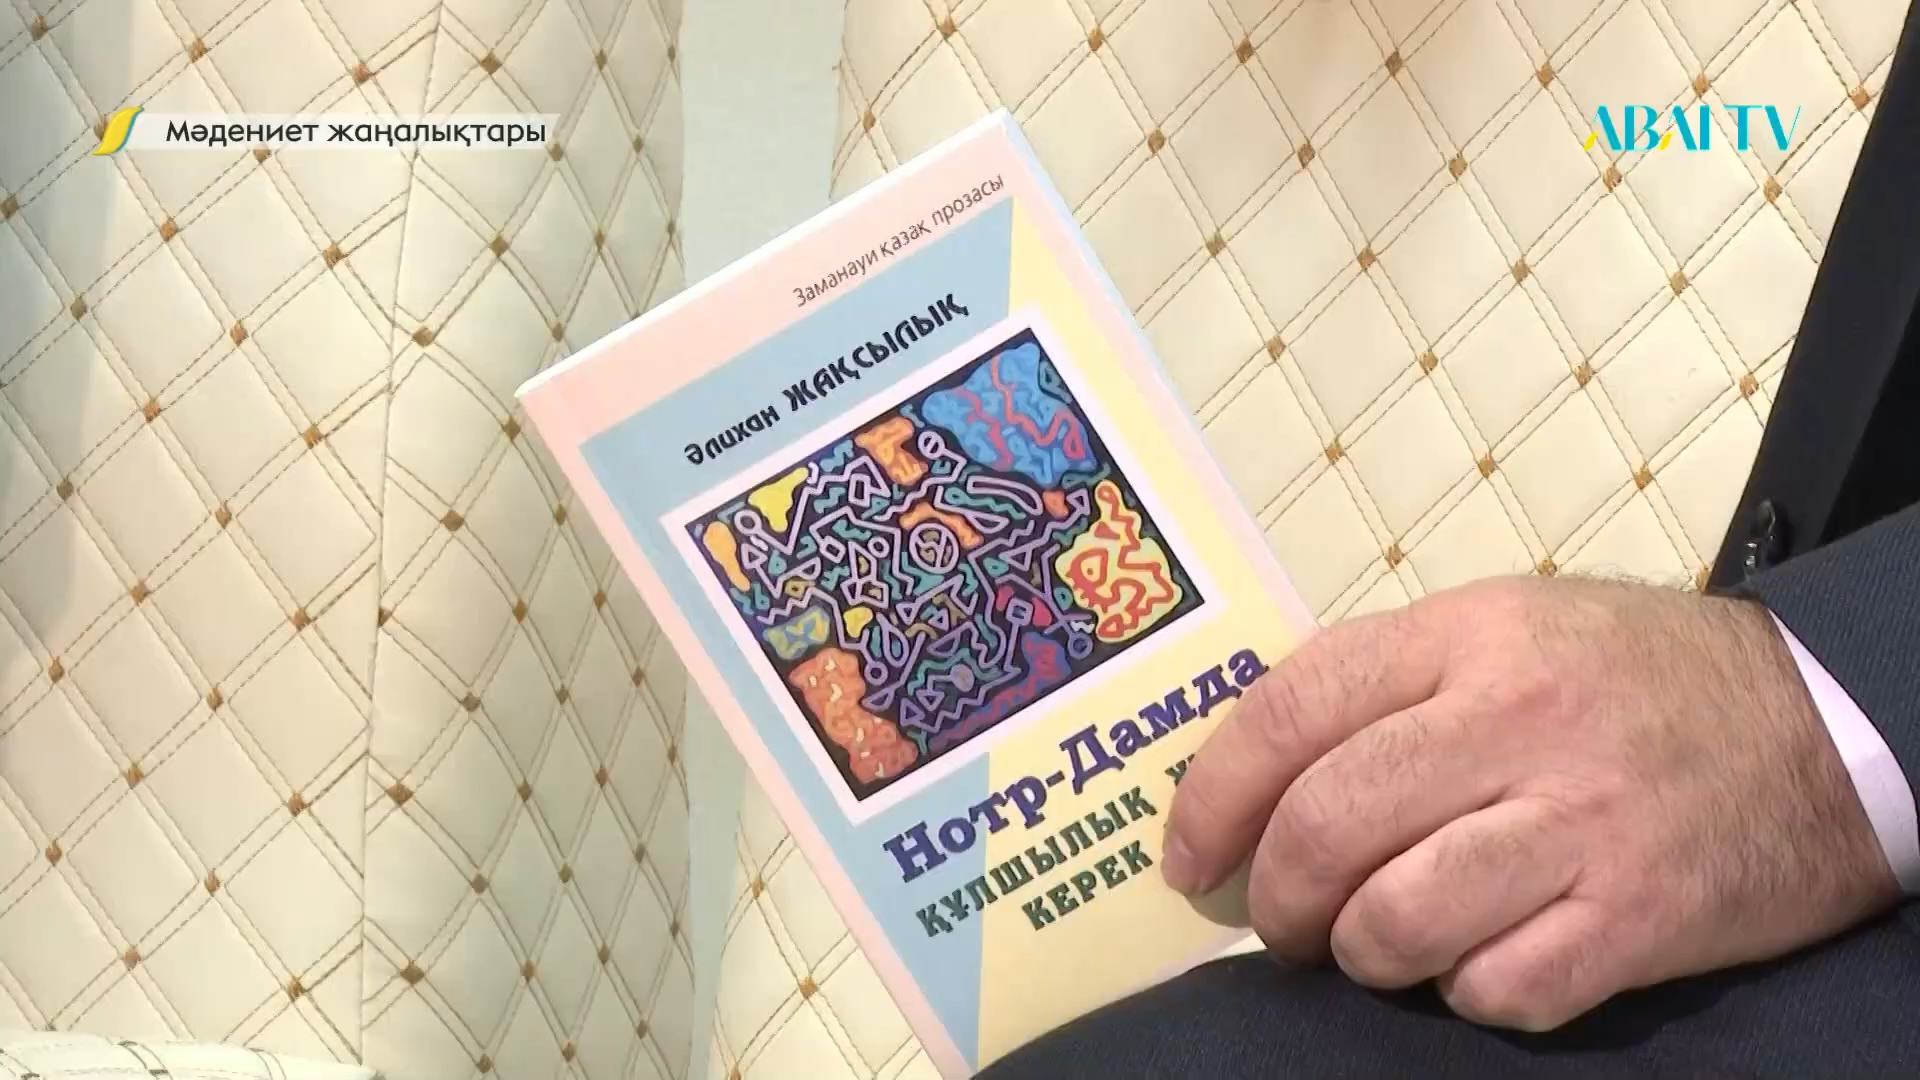 Мәдениет жаңалықтары
ABAI TV
Заманауи қазақ прозасы
Әлихан ЖАҚСЫЛЫҚ
Нотр-Дамда
ҚҰЛШЫЛЫҚ
КЕРЕК